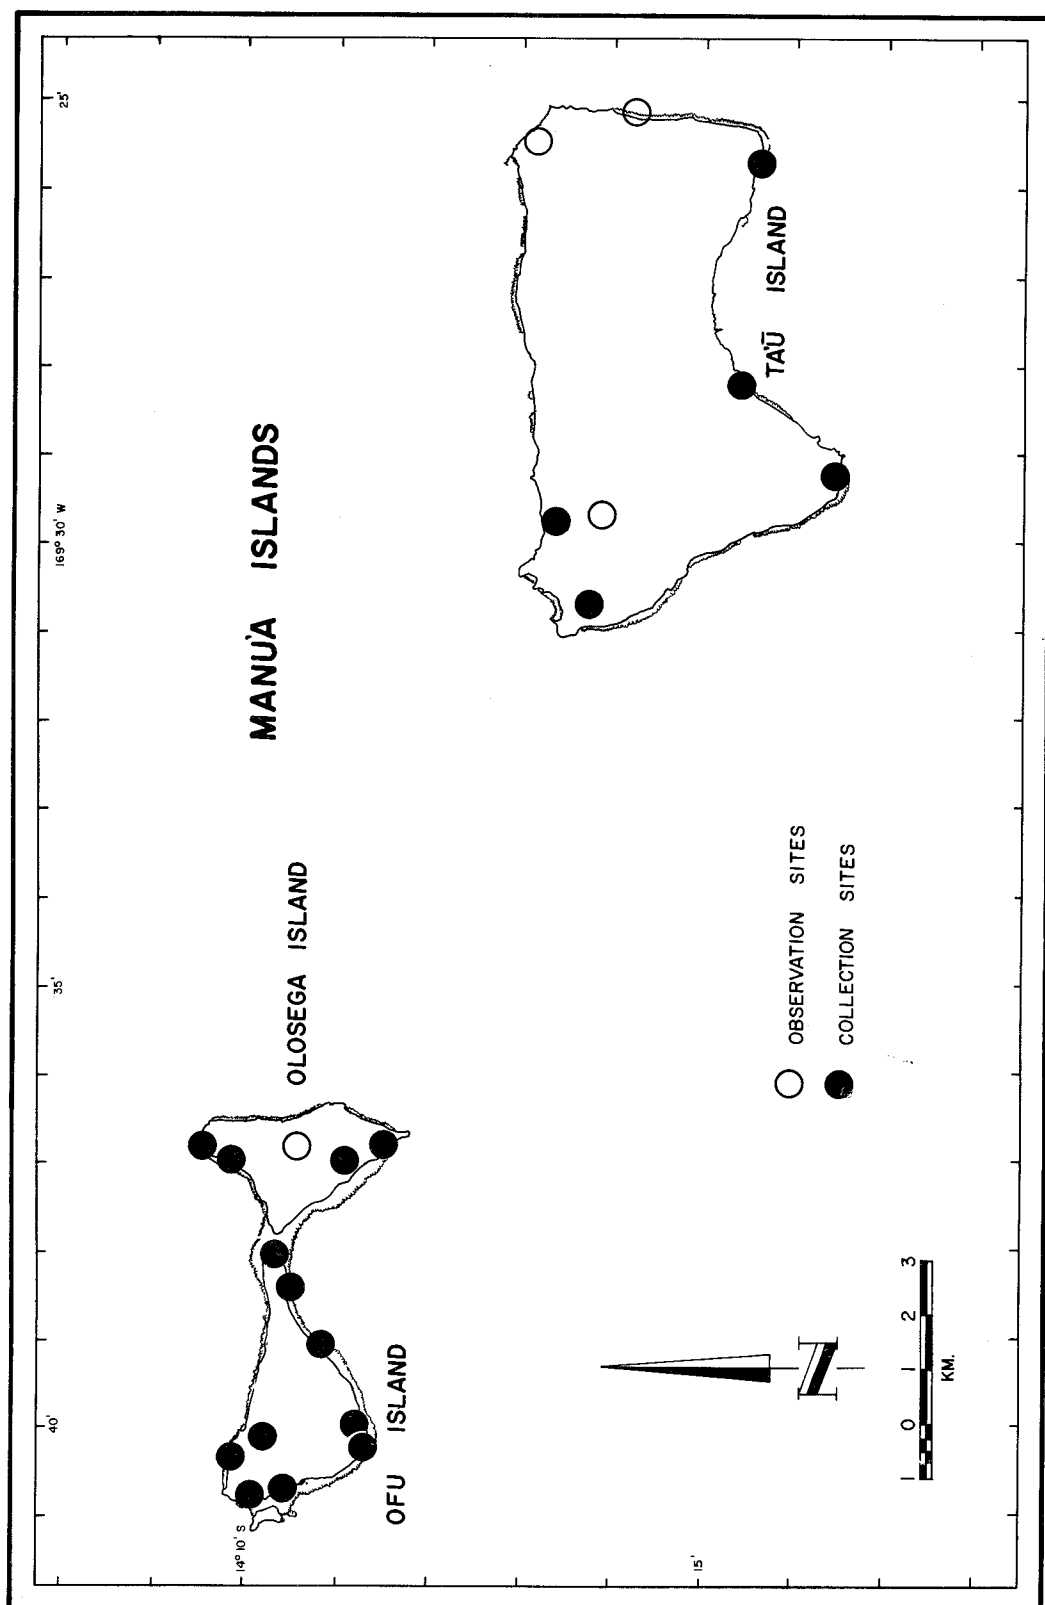 MANU'A ISLANDS
OLOSEGA ISLAND
OFU ISLAND
TA'Ū ISLAND
OBSERVATION SITES
COLLECTION SITES
14° 10' S
15'
40'
35'
169° 30' W
25'
N
1 0 1 2 3
KM.